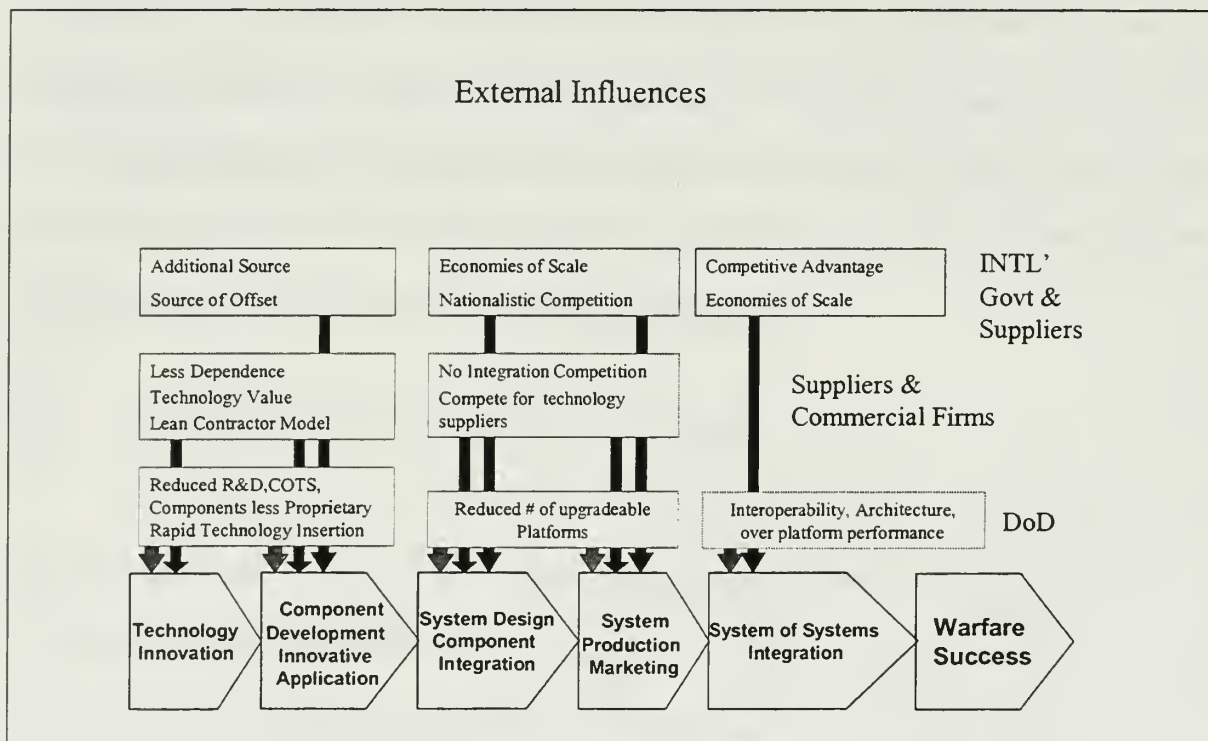 External Influences
Additional Source
Source of Offset
Economies of Scale
Nationalistic Competition
Competitive Advantage
Economies of Scale
INTL'
Govt &
Suppliers
Less Dependence
Technology Value
Lean Contractor Model
No Integration Competition
Compete for technology
suppliers
Suppliers &
Commercial Firms
Reduced R&D,COTS,
Components less Proprietary
Rapid Technology Insertion
Reduced # of upgradeable
Platforms
Interoperability, Architecture,
over platform performance
DoD
Technology
Innovation
Component
Development
Innovative
Application
System Design
Component
Integration
System
Production
Marketing
System of Systems
Integration
Warfare
Success